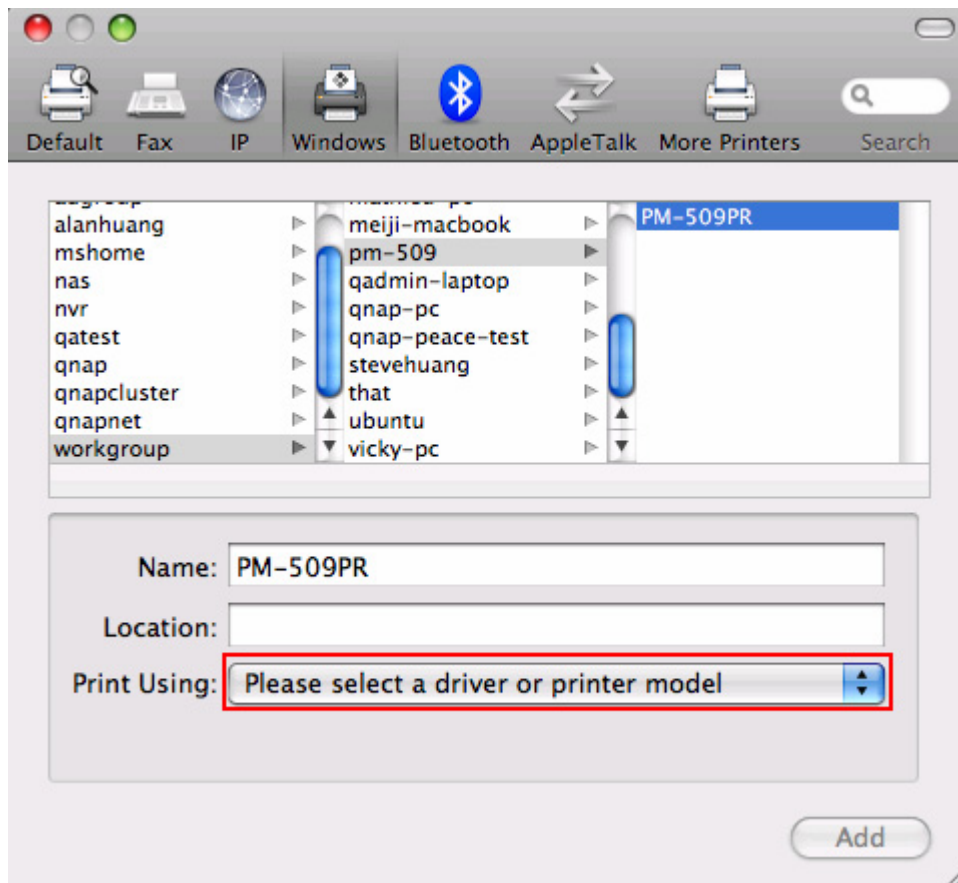 Default Fax IP Windows Bluetooth AppleTalk More Printers Search
alanhuang
mshome
nas
nvr
qatest
qnap
qnapcluster
qnapnet
workgroup
meiji-macbook
pm-509
qadmin-laptop
qnap-pc
qnap-peace-test
stevehuang
that
ubuntu
vicky-pc
PM-509PR
Name: PM-509PR
Location:
Print Using: Please select a driver or printer model
Add